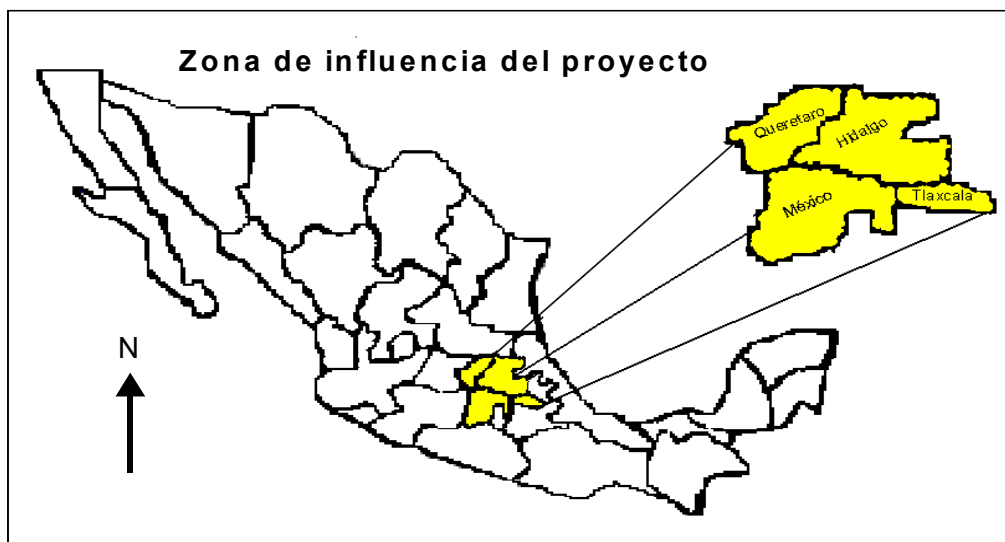 Zona de influencia del proyecto
Queretaro
Hidalgo
México
Tlaxcala
N